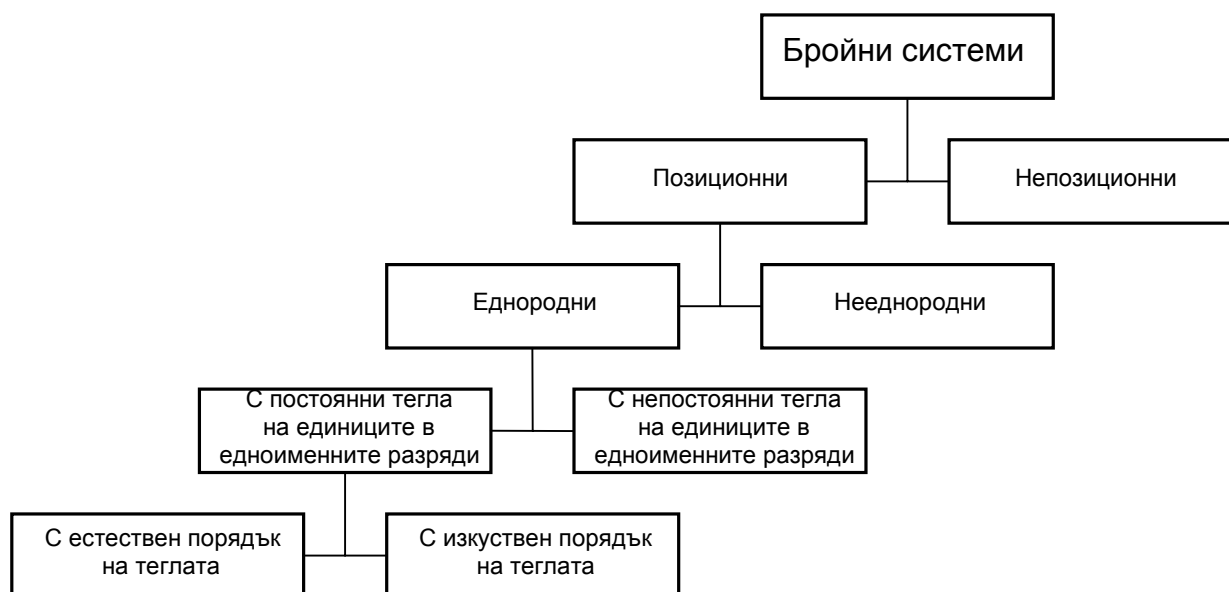 Бройни системи
Позиционни
Непозиционни
Еднородни
Нееднородни
С постоянни тегла
на единиците в
едноименните разряди
С непостоянни тегла
на единиците в
едноименните разряди
С естествен порядък
на теглата
С изкуствен порядък
на теглата